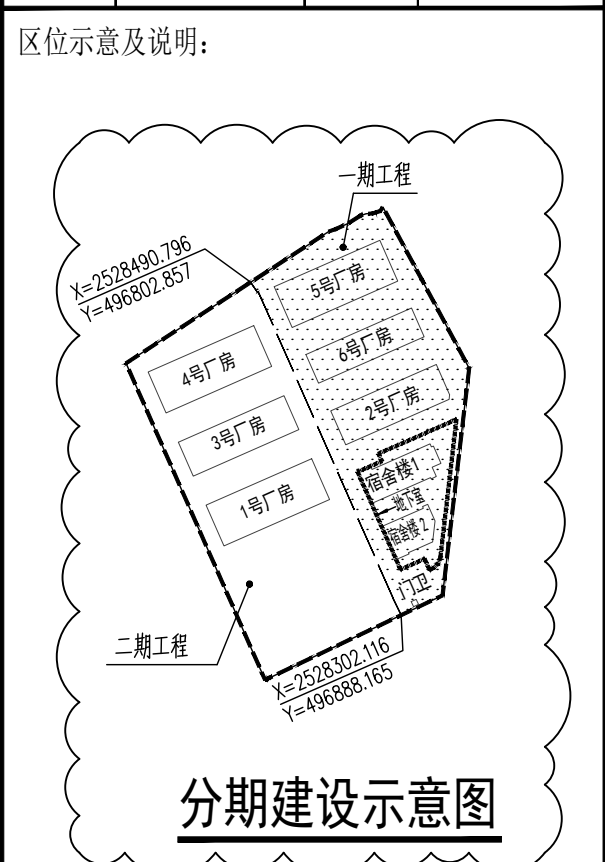 区位示意及说明:
一期工程
X=2528490.796
Y=496802.857
5号厂房
6号厂房
4号厂房
2号厂房
3号厂房
宿舍楼1
1号厂房
地下室
宿舍楼2
门卫
二期工程
X=2528302.116
Y=496888.165
分期建设示意图